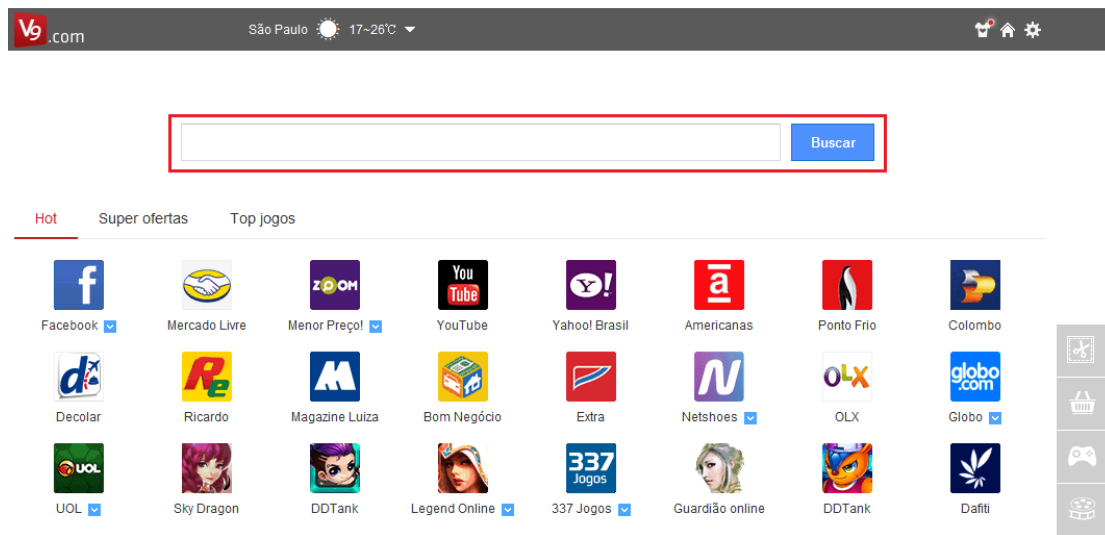 V9.com
São Paulo 17~26℃
Buscar
Hot Super ofertas Top jogos
f ZOOM You Tube Y! a
Facebook Mercado Livre Menor Preço! YouTube Yahoo! Brasil Americanas Ponto Frio Colombo
d Re OLX globo.com
Decolar Ricardo Magazine Luiza Bom Negócio Extra Netshoes OLX Globo
UOL 337 Jogos
UOL Sky Dragon DDTank Legend Online 337 Jogos Guardião online DDTank Dafiti